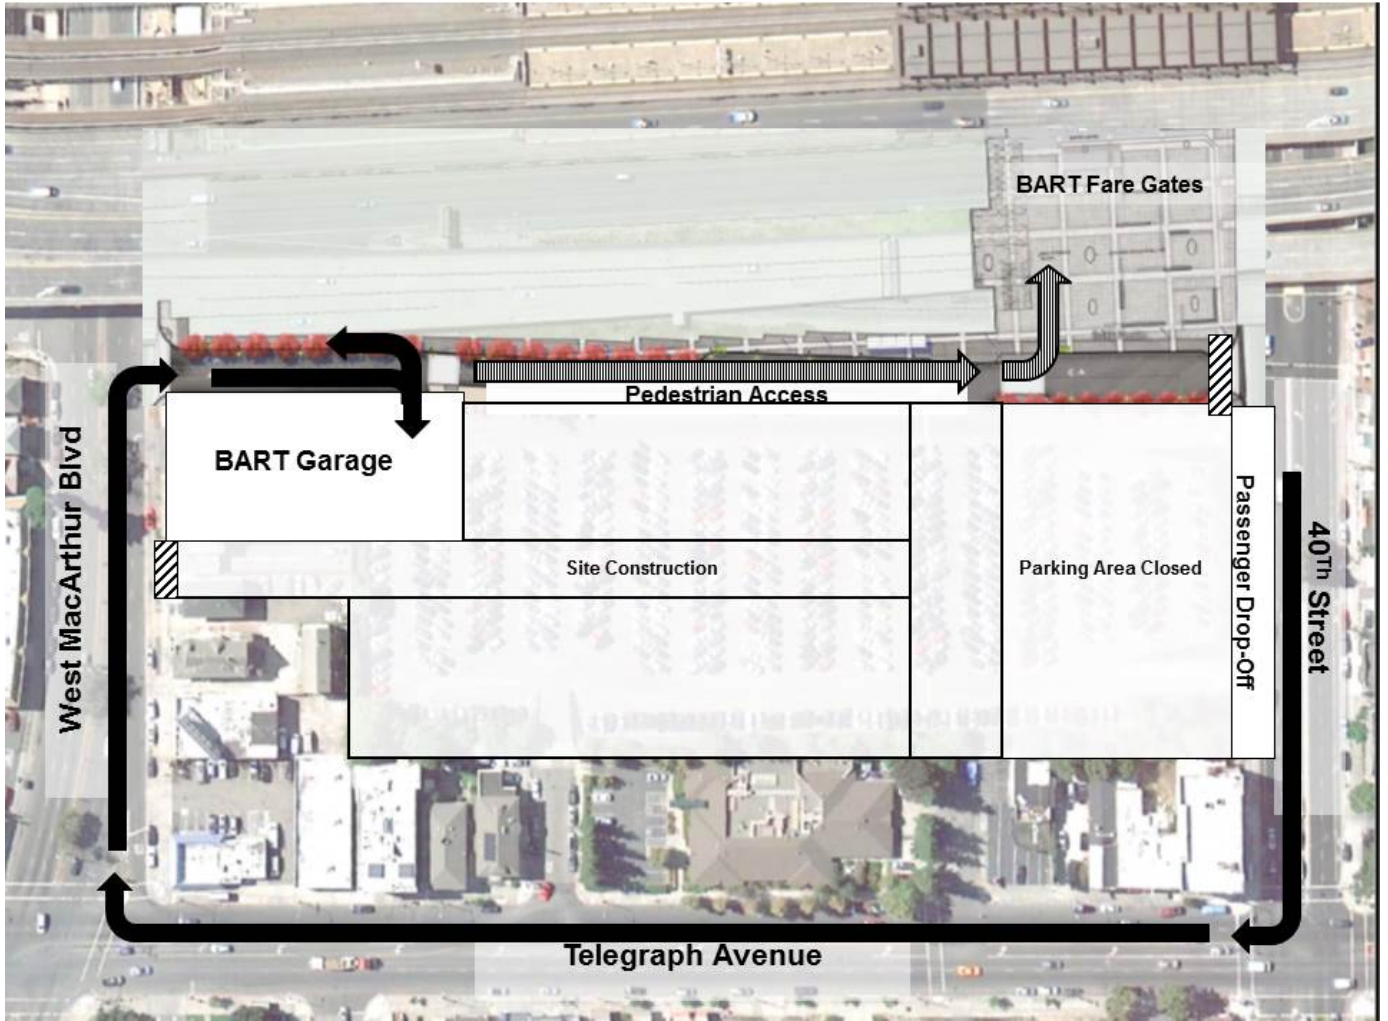 BART Fare Gates
Pedestrian Access
BART Garage
West MacArthur Blvd
Site Construction
Parking Area Closed
Passenger Drop-Off
40Th Street
Telegraph Avenue